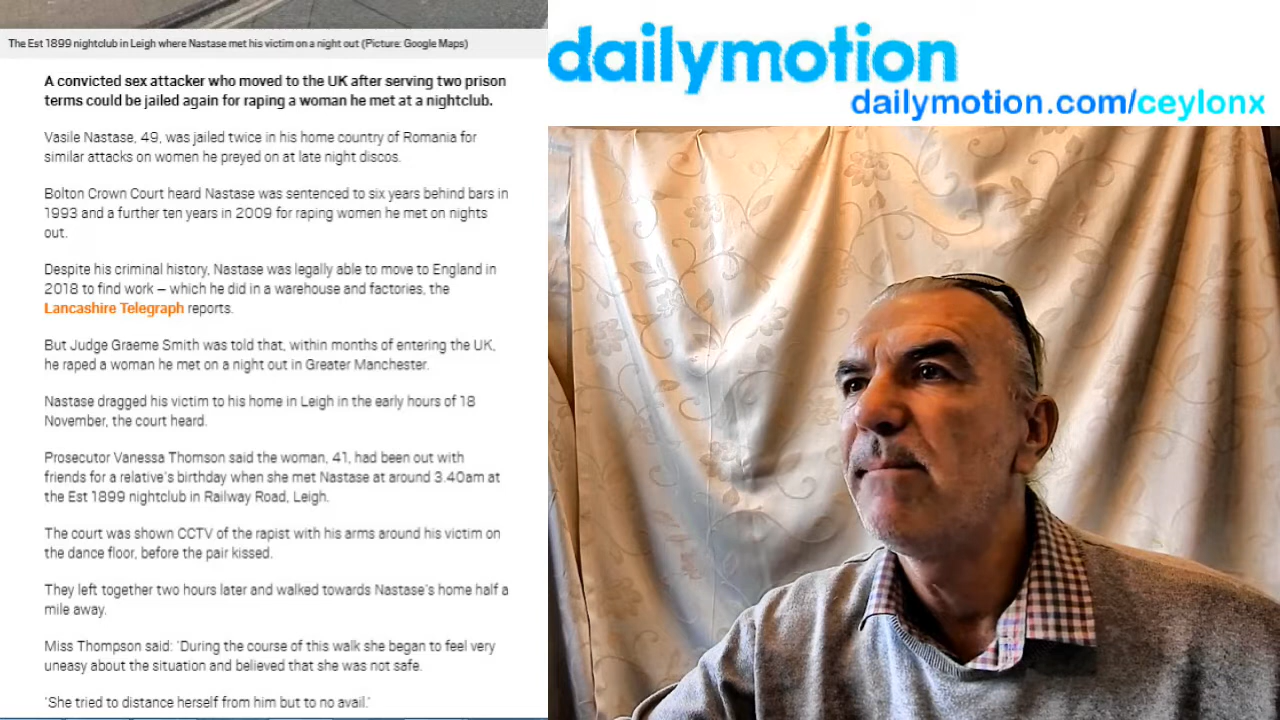 The Est 1899 nightclub in Leigh where Nastase met his victim on a night out (Picture: Google Maps)
A convicted sex attacker who moved to the UK after serving two prison
terms could be jailed again for raping a woman he met at a nightclub.
Vasile Nastase, 49, was jailed twice in his home country of Romania for
similar attacks on women he preyed on at late night discos.
Bolton Crown Court heard Nastase was sentenced to six years behind bars in
1993 and a further ten years in 2009 for raping women he met on nights
out.
Despite his criminal history, Nastase was legally able to move to England in
2018 to find work – which he did in a warehouse and factories, the
Lancashire Telegraph reports.
But Judge Graeme Smith was told that, within months of entering the UK,
he raped a woman he met on a night out in Greater Manchester.
Nastase dragged his victim to his home in Leigh in the early hours of 18
November, the court heard.
Prosecutor Vanessa Thomson said the woman, 41, had been out with
friends for a relative's birthday when she met Nastase at around 3.40am at
the Est 1899 nightclub in Railway Road, Leigh.
The court was shown CCTV of the rapist with his arms around his victim on
the dance floor, before the pair kissed.
They left together two hours later and walked towards Nastase's home half a
mile away.
Miss Thompson said: 'During the course of this walk she began to feel very
uneasy about the situation and believed that she was not safe.
'She tried to distance herself from him but to no avail.'
dailymotion
dailymotion.com/ceylonx